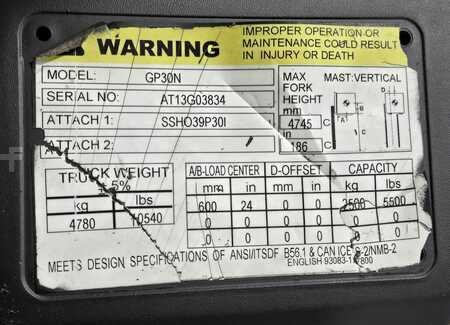 WARNING
IMPROPER OPERATION OR
MAINTENANCE COULD RESULT
IN INJURY OR DEATH
MODEL: GP30N
SERIAL NO: AT13G03834
ATTACH 1: SSHO39P30I
ATTACH 2:
MAX
FORK
HEIGHT
mm
4745
in
186
MAST: VERTICAL
A
C
D
TRUCK WEIGHT
5%
kg lbs
4780 10540
A/B-LOAD CENTER D-OFFSET CAPACITY
mm in in kg lbs
600 24 0 0 2500 5500
0 0 0 0 0 0
0 0 0 0 0 0
MEETS DESIGN SPECIFICATIONS OF ANSI/ITSDF B56.1 & CAN ICE 2/NMB-2
ENGLISH 93083- 7800